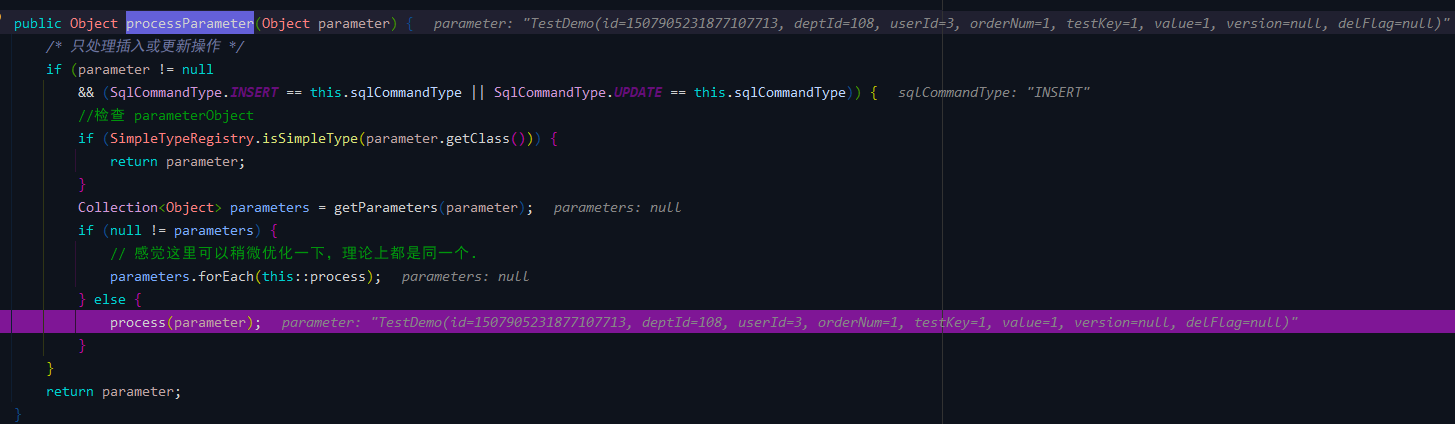 public Object processParameter(Object parameter) {   parameter: "TestDemo(id=1507905231877107713, deptId=108, userId=3, orderNum=1, testKey=1, value=1, version=null, delFlag=null)"
/* 只处理插入或更新操作 */
if (parameter != null
&& (SqlCommandType.INSERT == this.sqlCommandType || SqlCommandType.UPDATE == this.sqlCommandType)) {   sqlCommandType: "INSERT"
//检查 parameterObject
if (SimpleTypeRegistry.isSimpleType(parameter.getClass())) {
return parameter;
}
Collection<Object> parameters = getParameters(parameter);   parameters: null
if (null != parameters) {
// 感觉这里可以稍微优化一下, 理论上都是同一个.
parameters.forEach(this::process);   parameters: null
} else {
process(parameter);   parameter: "TestDemo(id=1507905231877107713, deptId=108, userId=3, orderNum=1, testKey=1, value=1, version=null, delFlag=null)"
}
}
return parameter;
}